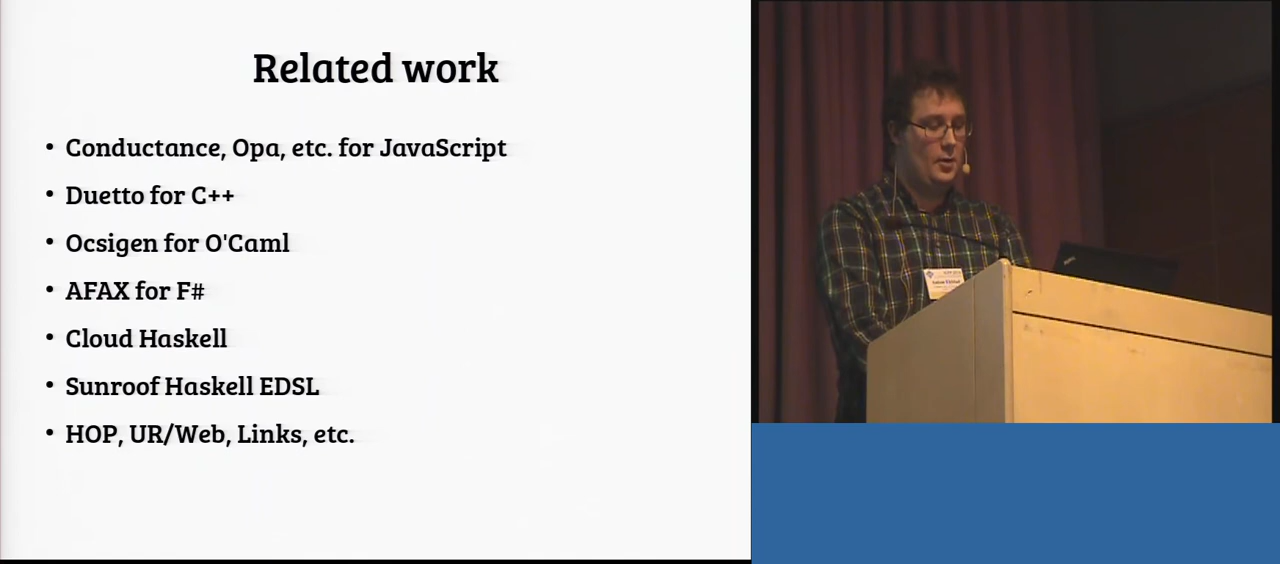 Related work
• Conductance, Opa, etc. for JavaScript
• Duetto for C++
• Ocsigen for O'Caml
• AFAX for F#
• Cloud Haskell
• Sunroof Haskell EDSL
• HOP, UR/Web, Links, etc.